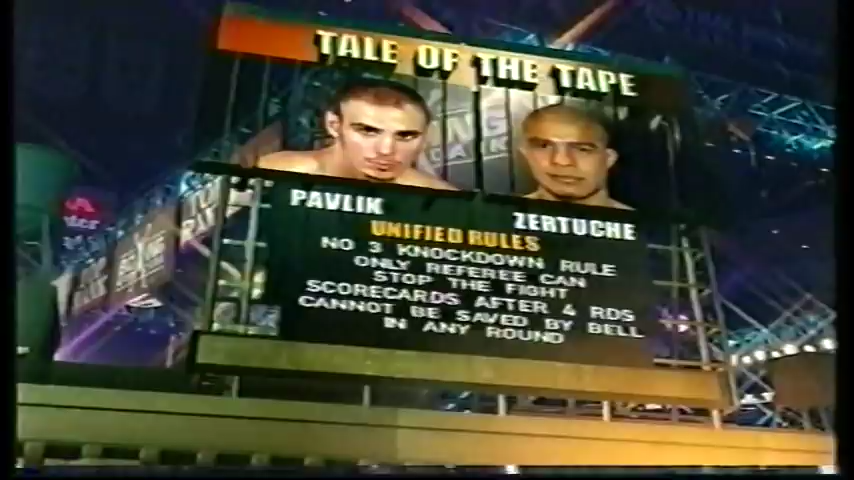 TALE OF THE TAPE
PAVLIK
ZERTUCHE
UNIFIED RULES
NO 3 KNOCKDOWN RULE
ONLY REFEREE CAN
STOP THE FIGHT
SCORECARDS AFTER 4 RDS
CANNOT BE SAVED BY BELL
IN ANY ROUND